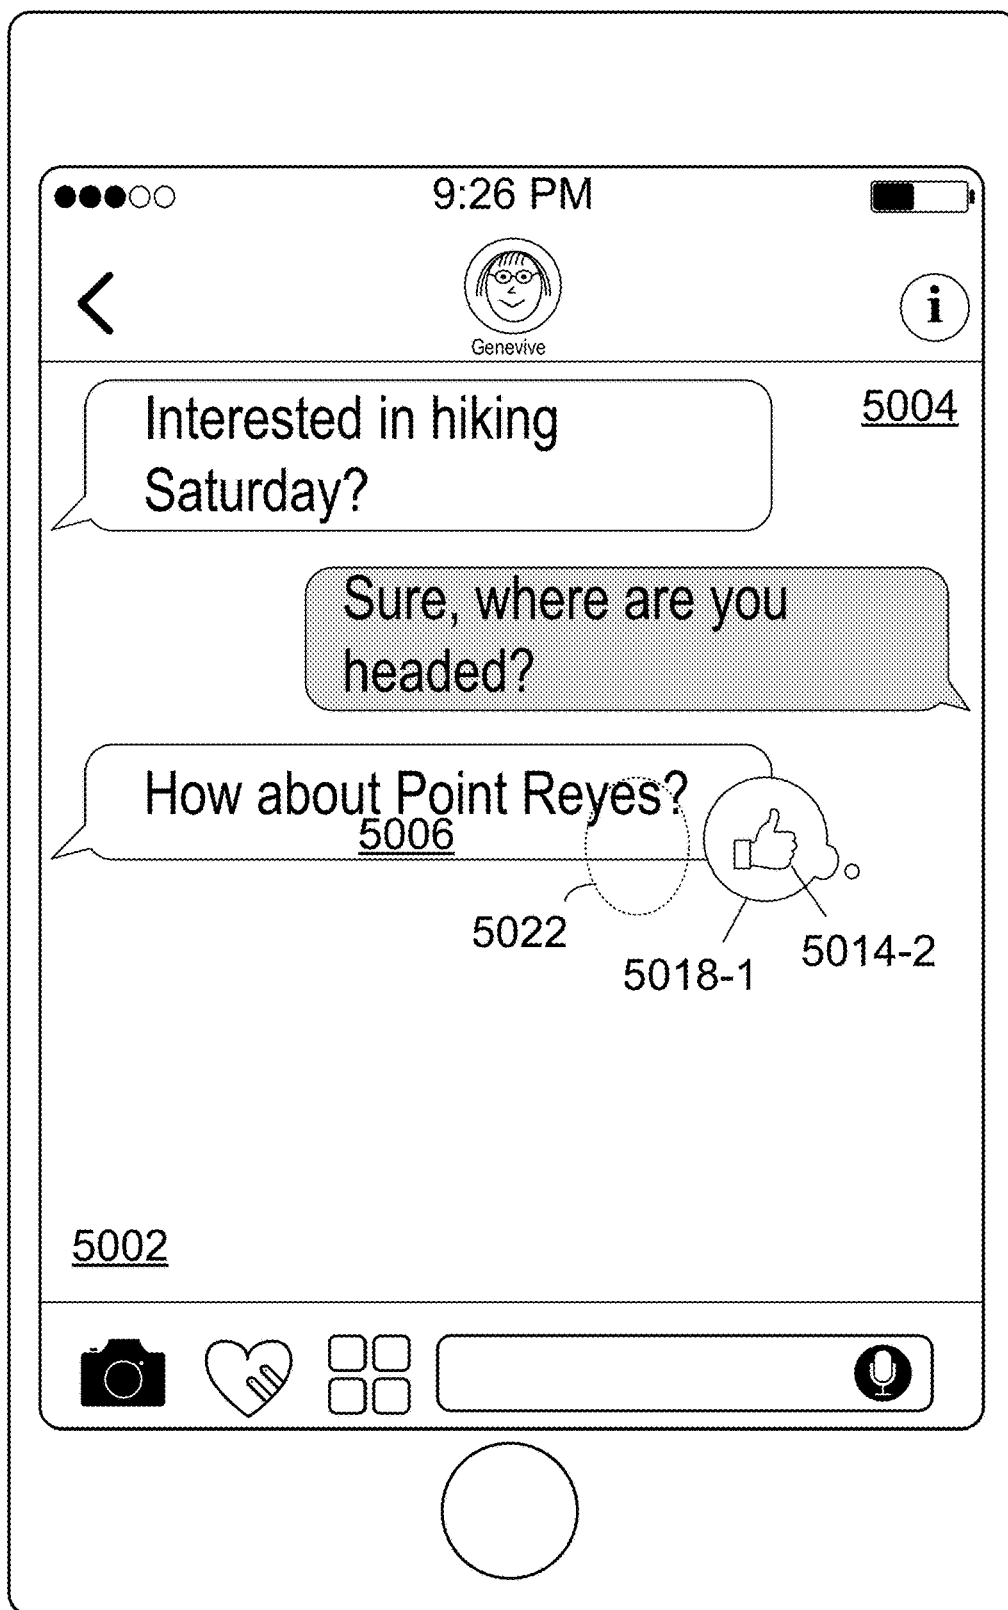 9:26 PM
i
Genevive
Interested in hiking
Saturday?
5004
Sure, where are you
headed?
How about Point Reyes?
5006
5022
5018-1
5014-2
5002